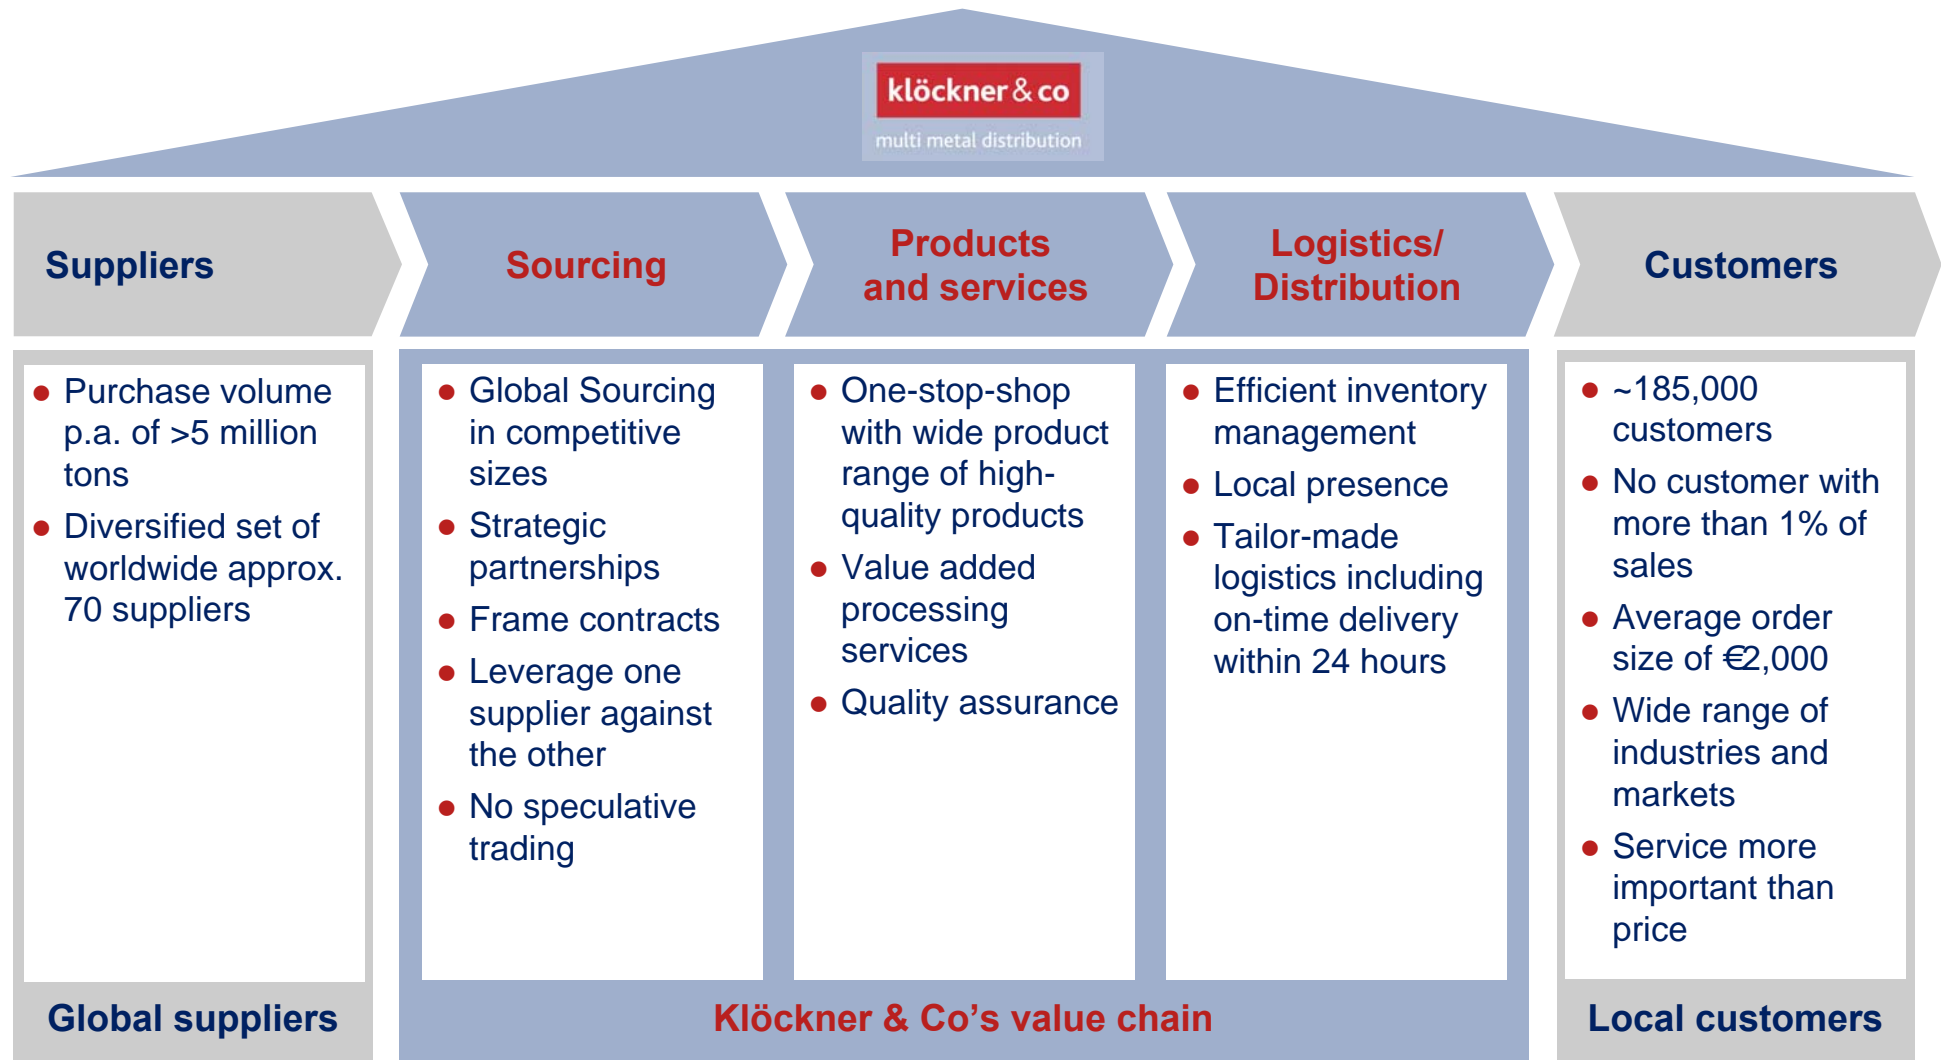 klöckner & co
multi metal distribution
Suppliers
Sourcing
Products
and services
Logistics/
Distribution
Customers
● Purchase volume
p.a. of >5 million
tons
● Diversified set of
worldwide approx.
70 suppliers
● Global Sourcing
in competitive
sizes
● Strategic
partnerships
● Frame contracts
● Leverage one
supplier against
the other
● No speculative
trading
● One-stop-shop
with wide product
range of high-
quality products
● Value added
processing
services
● Quality assurance
● Efficient inventory
management
● Local presence
● Tailor-made
logistics including
on-time delivery
within 24 hours
● ~185,000
customers
● No customer with
more than 1% of
sales
● Average order
size of €2,000
● Wide range of
industries and
markets
● Service more
important than
price
Global suppliers
Klöckner & Co’s value chain
Local customers